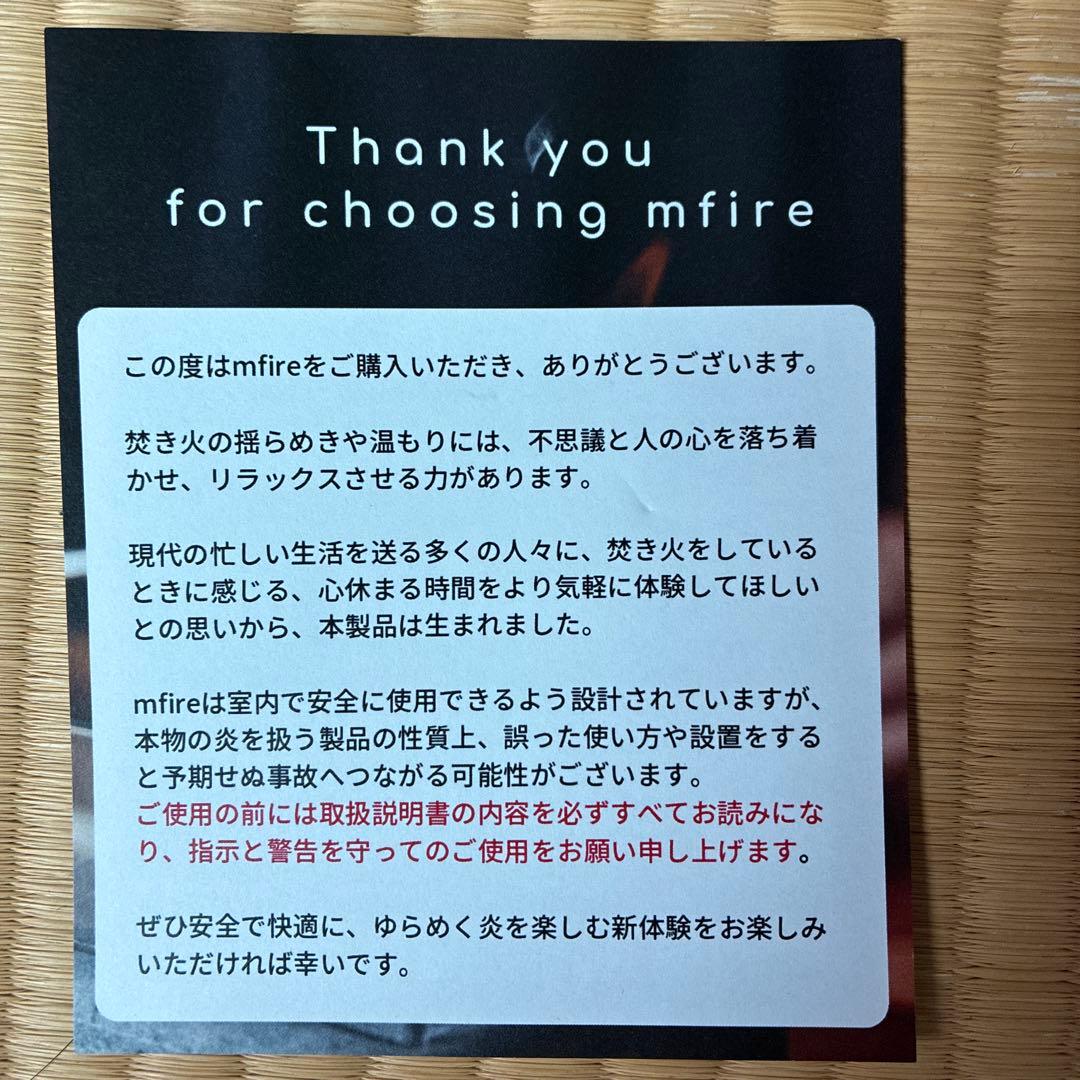 Thank you
for choosing mfire
この度はmfireをご購入いただき、ありがとうございます。
焚き火の揺らめきや温もりには、不思議と人の心を落ち着
かせ、リラックスさせる力があります。
現代の忙しい生活を送る多くの人々に、焚き火をしている
ときに感じる、心休まる時間をより気軽に体験してほしい
との思いから、本製品は生まれました。
mfireは室内で安全に使用できるよう設計されていますが、
本物の炎を扱う製品の性質上、誤った使い方や設置をする
と予期せぬ事故へつながる可能性がございます。
ご使用の前には取扱説明書の内容を必ずすべてお読みにな
り、指示と警告を守ってのご使用をお願い申し上げます。
ぜひ安全で快適に、ゆらめく炎を楽しむ新体験をお楽しみ
いただければ幸いです。